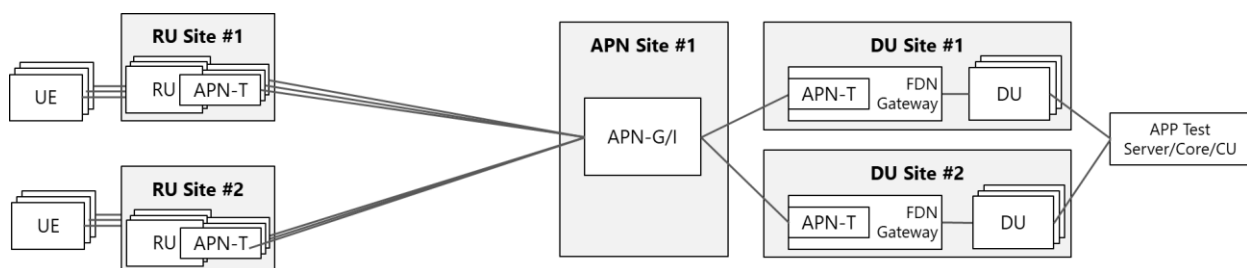 RU Site #1
UE
RU
APN-T
RU Site #2
UE
RU
APN-T
APN Site #1
APN-G/I
DU Site #1
APN-T
FDN
Gateway
DU
DU Site #2
APN-T
FDN
Gateway
DU
APP Test
Server/Core/CU